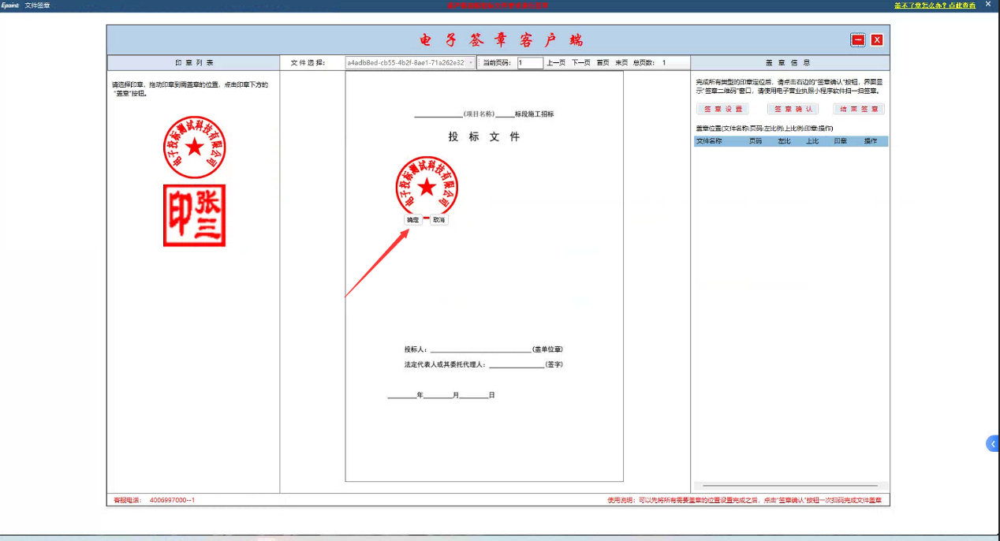 Epoint 文件签章
盖不了章怎么办？点此查看
电子签章客户端
印章列表
文件选择： a4adb8ed-cb55-4b2f-8ae1-71a262e32 当前页码： 1 上一页 下一页 首页 末页 总页数： 1
盖章信息
请选择印章，拖动印章到需盖章的位置，点击印章下方的
"盖章"按钮。
电子投标测试科技有限公司
张三印
______(项目名称)____标段施工招标
投标文件
电子投标测试科技有限公司
确定 取消
投标人：______(盖单位章)
法定代表人或其委托代理人：______(签字)
______年______月______日
完成所有类型的印章定位后，请点击右边的"签章确认"按钮，界面显
示"签章二维码"窗口，请使用电子营业执照小程序软件扫一扫签章。
签章设置 签章确认 结束签章
盖章位置(文件名称:页码:左比例:上比例:印章:操作)
文件名称 页码 左比 上比 印章 操作
客服电话： 4006997000--1
使用说明：可以先将所有需要盖章的位置设置完成之后，点击"签章确认"按钮一次扫码完成文件盖章